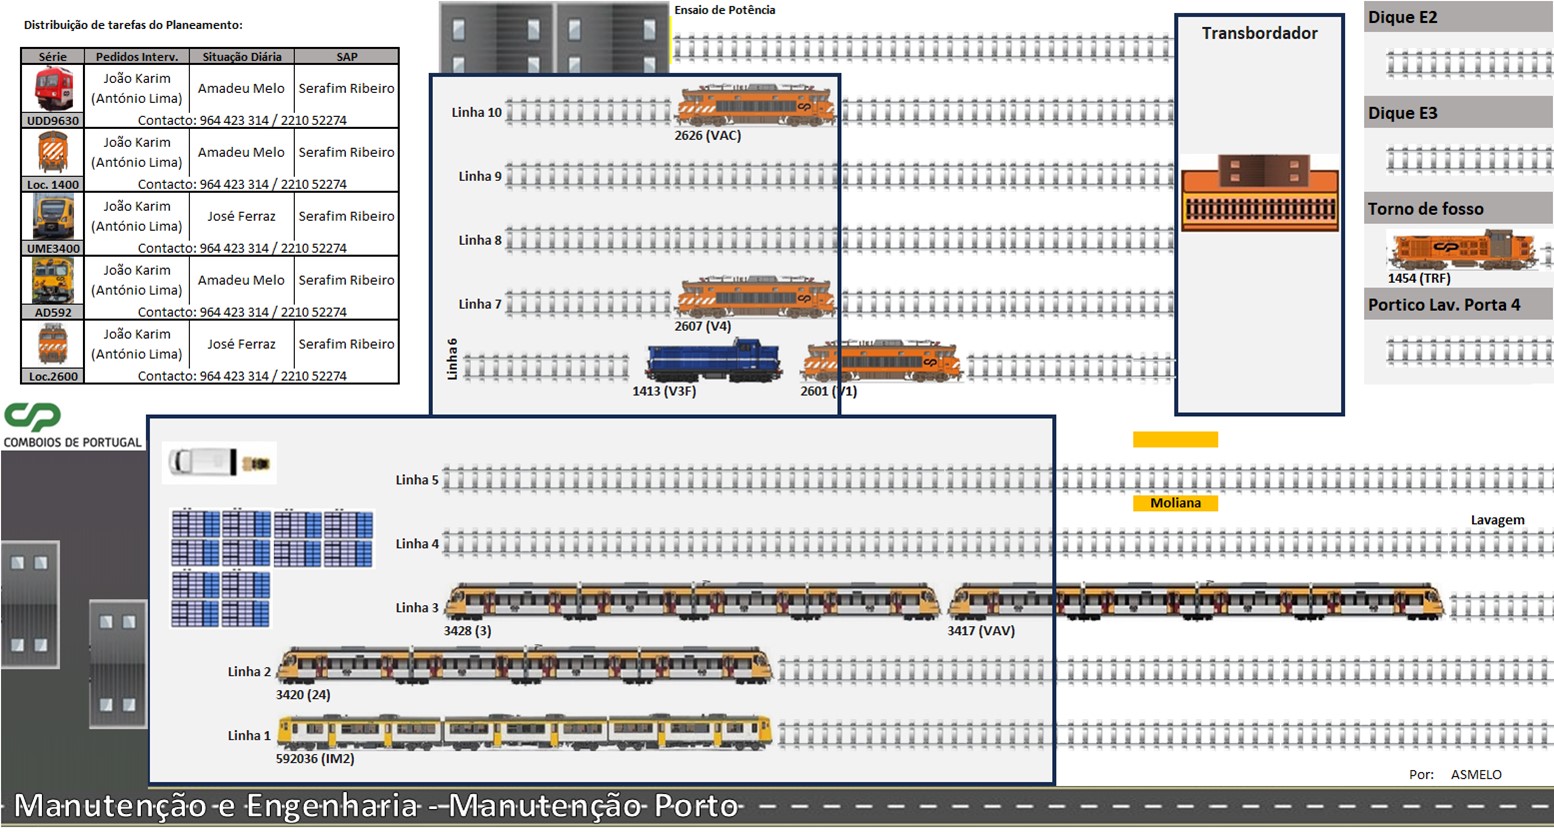 Distribuição de tarefas do Planeamento:
Série Pedidos Interv. Situação Diária SAP
João Karim
(António Lima) Amadeu Melo Serafim Ribeiro
UDD9630 Contacto: 964 423 314 / 2210 52274
João Karim
(António Lima) Amadeu Melo Serafim Ribeiro
Loc. 1400 Contacto: 964 423 314 / 2210 52274
João Karim
(António Lima) José Ferraz Serafim Ribeiro
UME3400 Contacto: 964 423 314 / 2210 52274
João Karim
(António Lima) Amadeu Melo Serafim Ribeiro
AD592 Contacto: 964 423 314 / 2210 52274
João Karim
(António Lima) José Ferraz Serafim Ribeiro
Loc.2600 Contacto: 964 423 314 / 2210 52274
CP
COMBOIOS DE PORTUGAL
Ensaio de Potência
Linha 10
2626 (VAC)
Linha 9
Linha 8
Linha 7
2607 (V4)
Linha 6
1413 (V3F) 2601 (V1)
Transbordador
Dique E2
Dique E3
Torno de fosso
1454 (TRF)
Portico Lav. Porta 4
Linha 5
Moliana
Lavagem
Linha 4
Linha 3
3428 (3) 3417 (VAV)
Linha 2
3420 (24)
Linha 1
592036 (IM2)
Por: ASMELO
Manutenção e Engenharia - Manutenção Porto